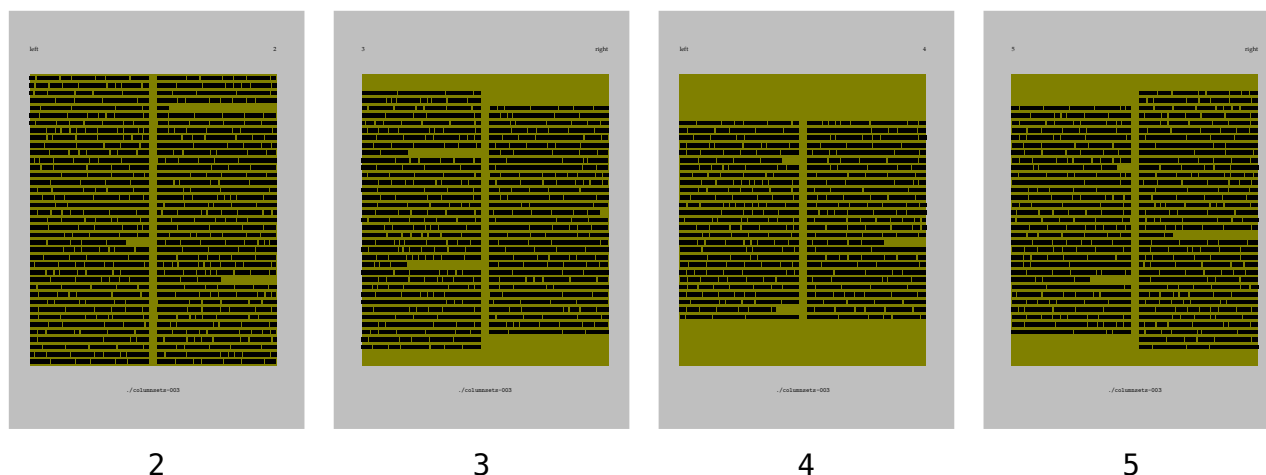 left 2
3 right
left 4
5 right
./columnsets-003
./columnsets-003
./columnsets-003
./columnsets-003
2
3
4
5